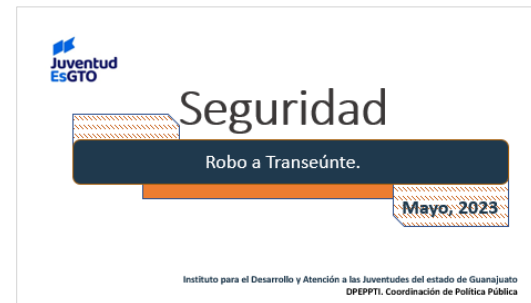 Juventud
EsGTO
Seguridad
Robo a Transeúnte.
Mayo, 2023
Instituto para el Desarrollo y Atención a las Juventudes del estado de Guanajuato
DPEPPTI. Coordinación de Política Pública